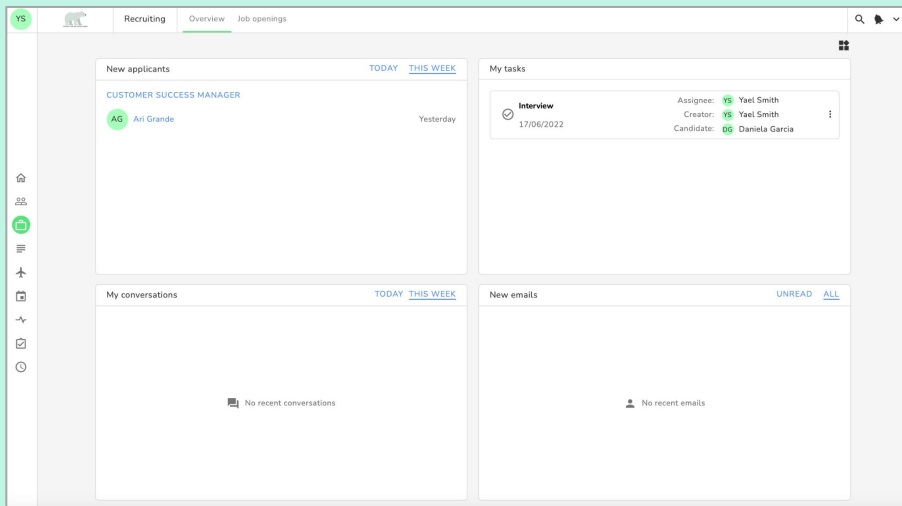 YS
Recruiting
Overview
Job openings
New applicants
TODAY
THIS WEEK
CUSTOMER SUCCESS MANAGER
AG
Ari Grande
Yesterday
My tasks
Interview
17/06/2022
Assignee: YS Yael Smith
Creator: YS Yael Smith
Candidate: DG Daniela Garcia
My conversations
TODAY
THIS WEEK
No recent conversations
New emails
UNREAD
ALL
No recent emails